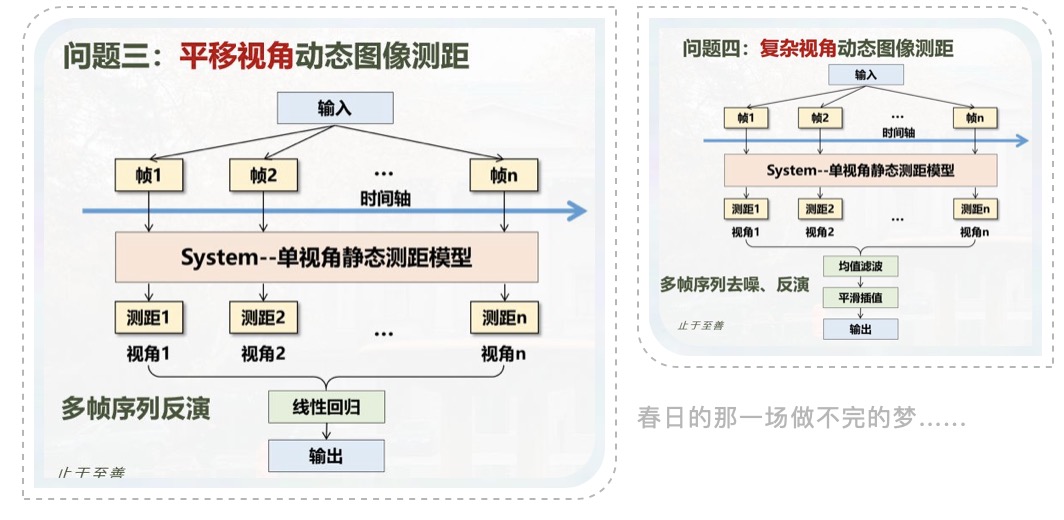 问题三：平移视角动态图像测距
输入
帧1
帧2
...
帧n
时间轴
System--单视角静态测距模型
测距1
测距2
...
测距n
视角1
视角2
视角n
多帧序列反演
线性回归
输出
止于至善
问题四：复杂视角动态图像测距
输入
帧1
帧2
...
帧n
时间轴
System--单视角静态测距模型
测距1
测距2
...
测距n
视角1
视角2
视角n
均值滤波
多帧序列去噪、反演
平滑插值
输出
止于至善
春日的那一场做不完的梦……